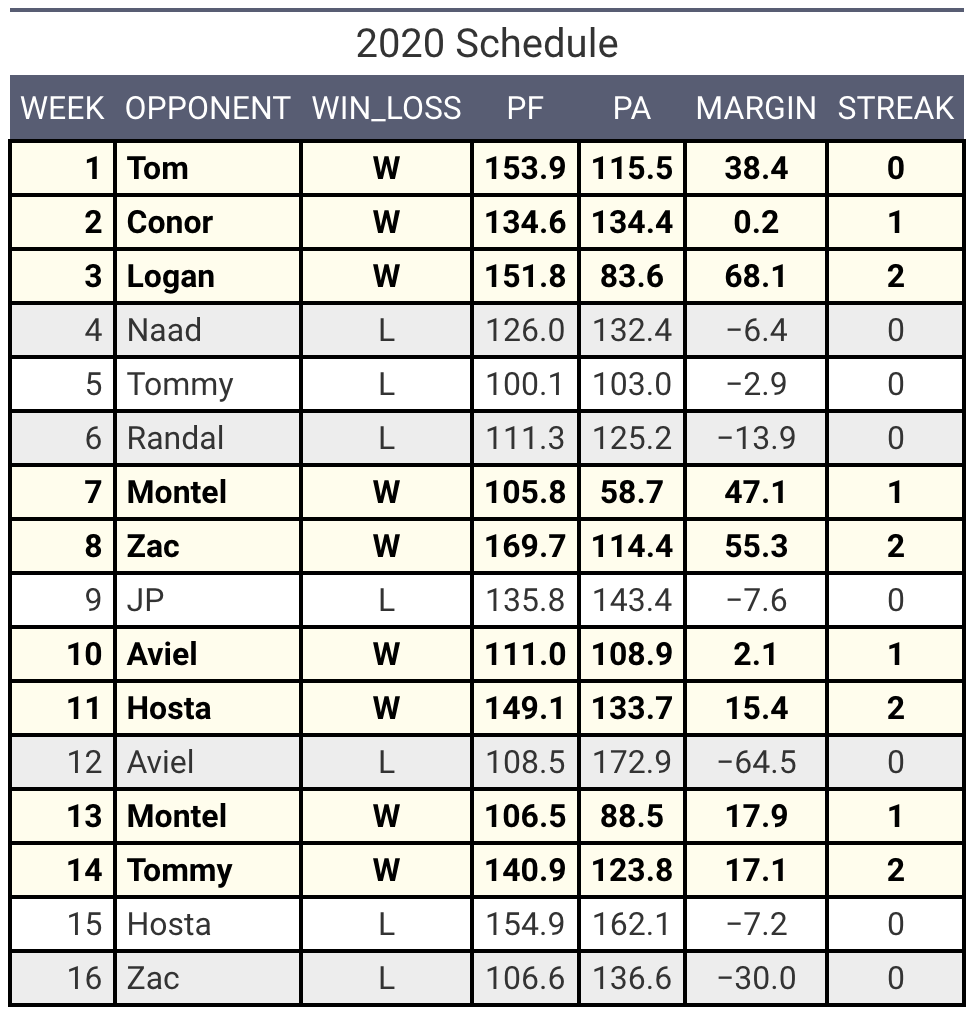 2020 Schedule
WEEK OPPONENT WIN_LOSS PF PA MARGIN STREAK
1 Tom W 153.9 115.5 38.4 0
2 Conor W 134.6 134.4 0.2 1
3 Logan W 151.8 83.6 68.1 2
4 Naad L 126.0 132.4 −6.4 0
5 Tommy L 100.1 103.0 −2.9 0
6 Randal L 111.3 125.2 −13.9 0
7 Montel W 105.8 58.7 47.1 1
8 Zac W 169.7 114.4 55.3 2
9 JP L 135.8 143.4 −7.6 0
10 Aviel W 111.0 108.9 2.1 1
11 Hosta W 149.1 133.7 15.4 2
12 Aviel L 108.5 172.9 −64.5 0
13 Montel W 106.5 88.5 17.9 1
14 Tommy W 140.9 123.8 17.1 2
15 Hosta L 154.9 162.1 −7.2 0
16 Zac L 106.6 136.6 −30.0 0